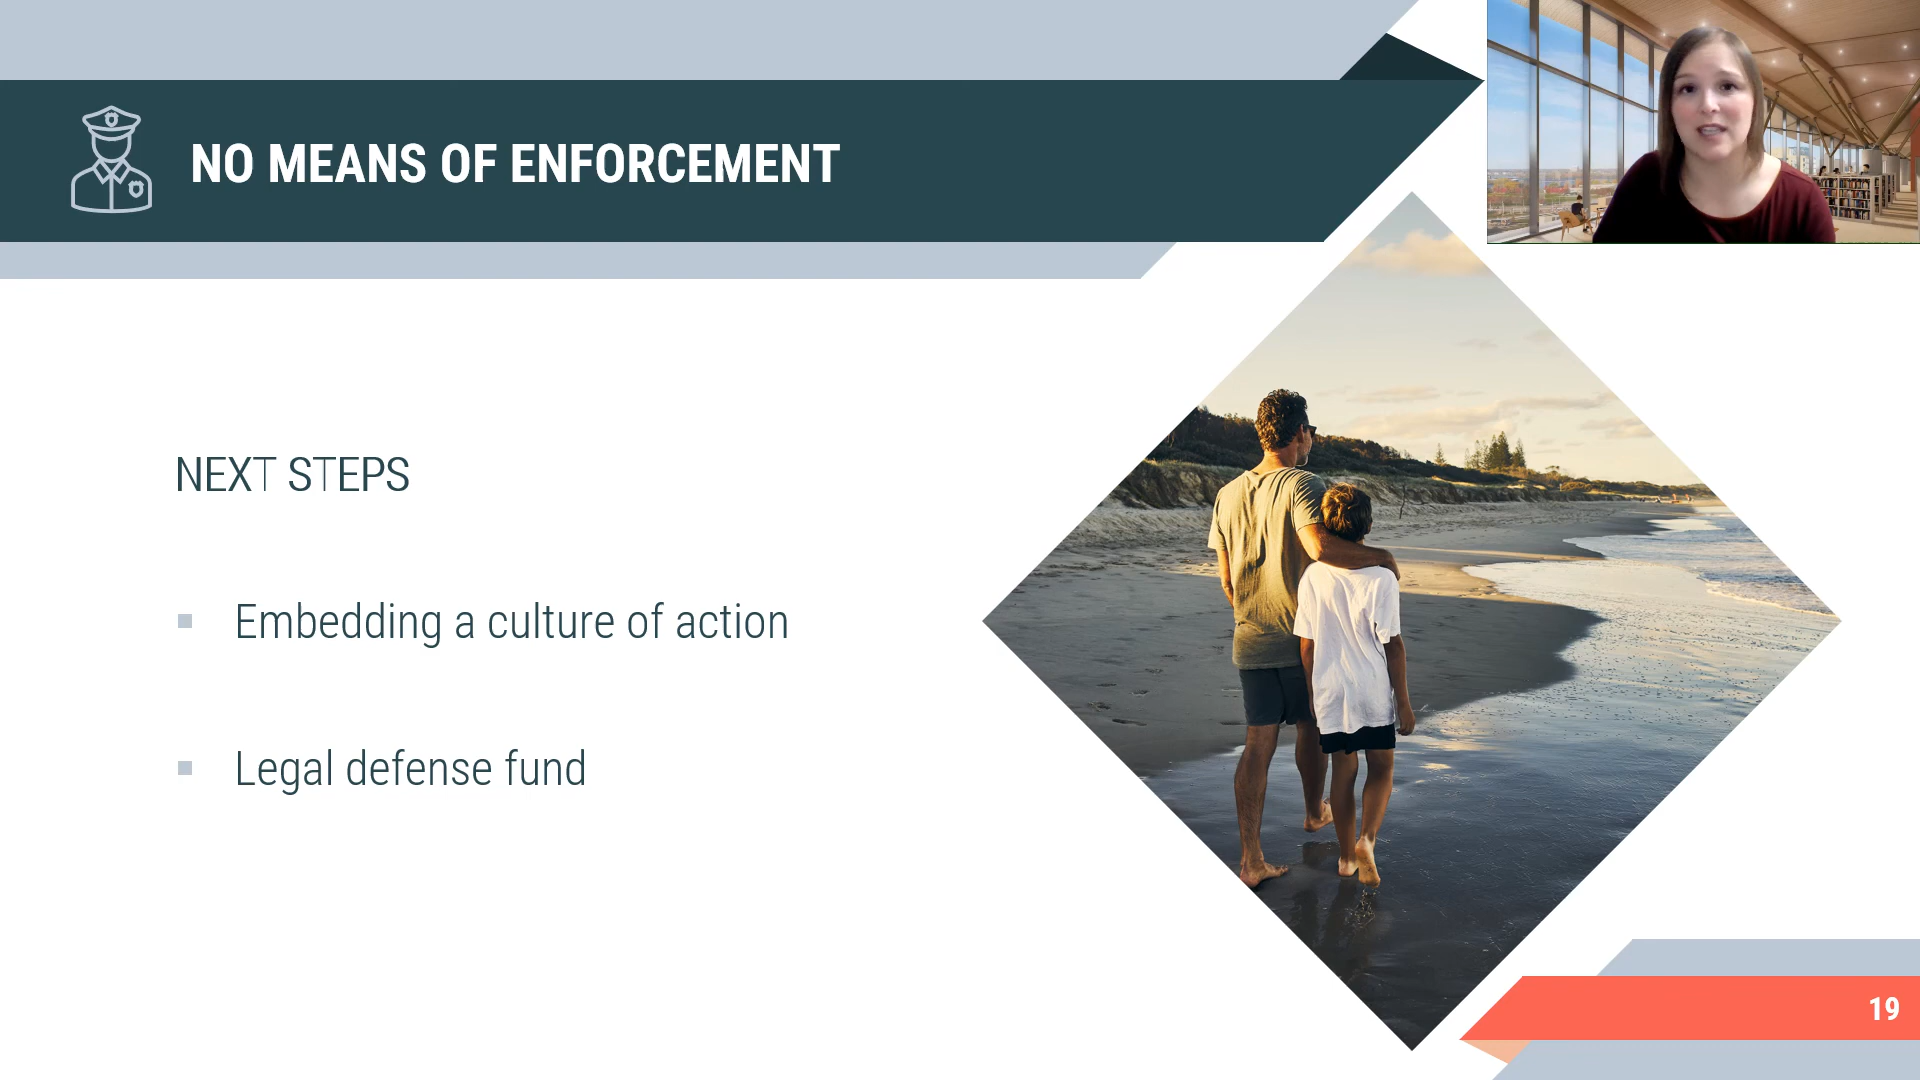 NO MEANS OF ENFORCEMENT
NEXT STEPS
Embedding a culture of action
Legal defense fund
19